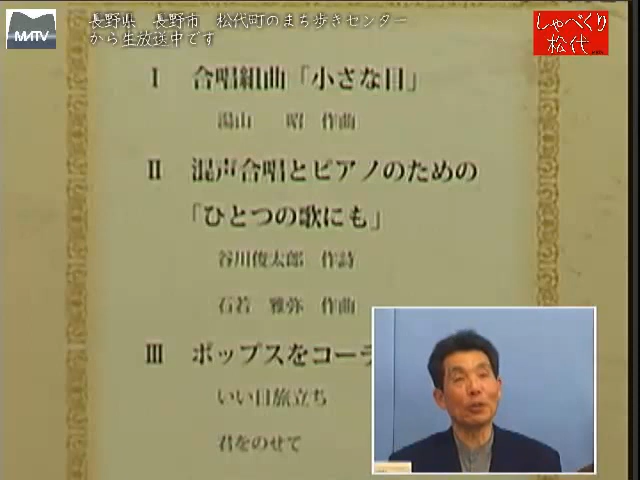 MATV
長野県　長野市　松代町のまち歩きセンター
から生放送中です
しゃべくり
松代
Ⅰ　合唱組曲「小さな目」
湯山　昭　作曲
Ⅱ　混声合唱とピアノのための
「ひとつの歌にも」
谷川俊太郎　作詩
石若　雅弥　作曲
Ⅲ　ポップスをコーラ
いい日旅立ち
君をのせて